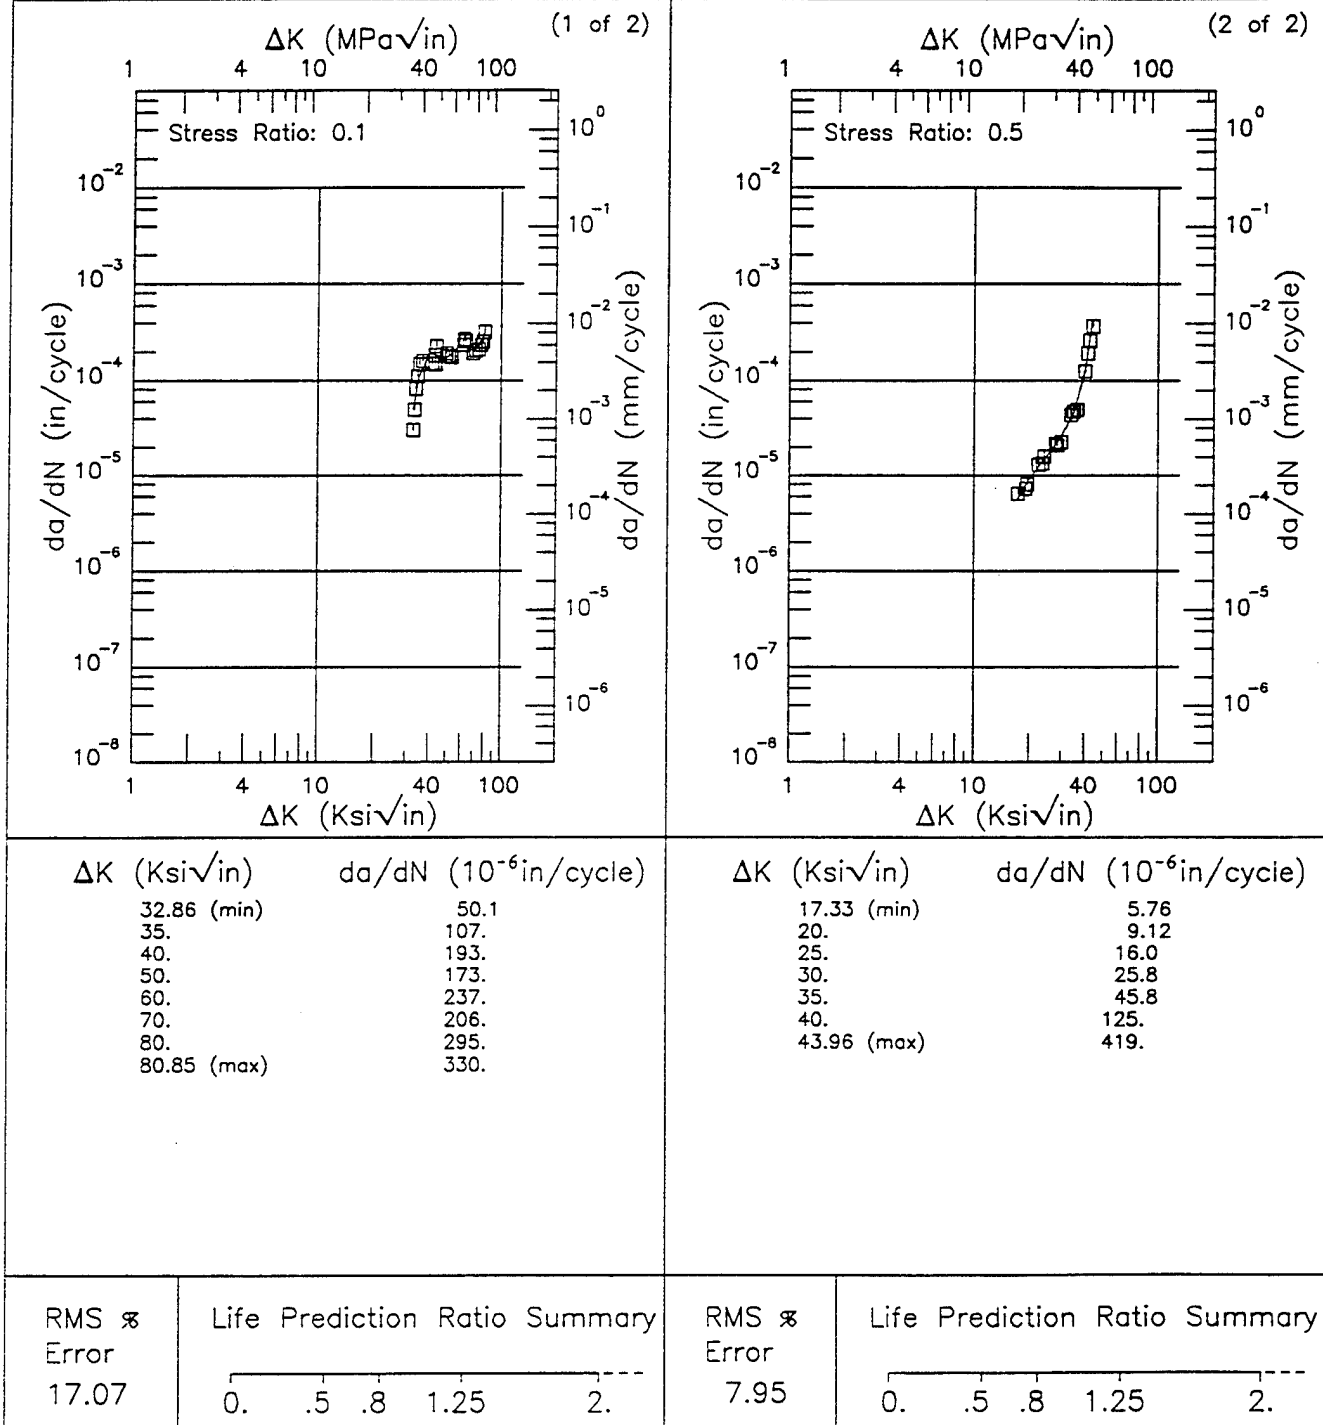 (1 of 2)
ΔK (MPa√in)
1 4 10 40 100
Stress Ratio: 0.1
10⁰
10⁻²
10⁻¹
10⁻³
10⁻²
10⁻⁴
10⁻³
10⁻⁵
10⁻⁴
10⁻⁶
10⁻⁵
10⁻⁷
10⁻⁶
10⁻⁸
da/dN (in/cycle)
da/dN (mm/cycle)
1 4 10 40 100
ΔK (Ksi√in)
ΔK (Ksi√in) da/dN (10⁻⁶in/cycle)
32.86 (min) 50.1
35. 107.
40. 193.
50. 173.
60. 237.
70. 206.
80. 295.
80.85 (max) 330.
RMS %
Error
17.07
Life Prediction Ratio Summary
0. .5 .8 1.25 2.
(2 of 2)
ΔK (MPa√in)
1 4 10 40 100
Stress Ratio: 0.5
10⁰
10⁻²
10⁻¹
10⁻³
10⁻²
10⁻⁴
10⁻³
10⁻⁵
10⁻⁴
10⁻⁶
10⁻⁵
10⁻⁷
10⁻⁶
10⁻⁸
da/dN (in/cycle)
da/dN (mm/cycle)
1 4 10 40 100
ΔK (Ksi√in)
ΔK (Ksi√in) da/dN (10⁻⁶in/cycle)
17.33 (min) 5.76
20. 9.12
25. 16.0
30. 25.8
35. 45.8
40. 125.
43.96 (max) 419.
RMS %
Error
7.95
Life Prediction Ratio Summary
0. .5 .8 1.25 2.